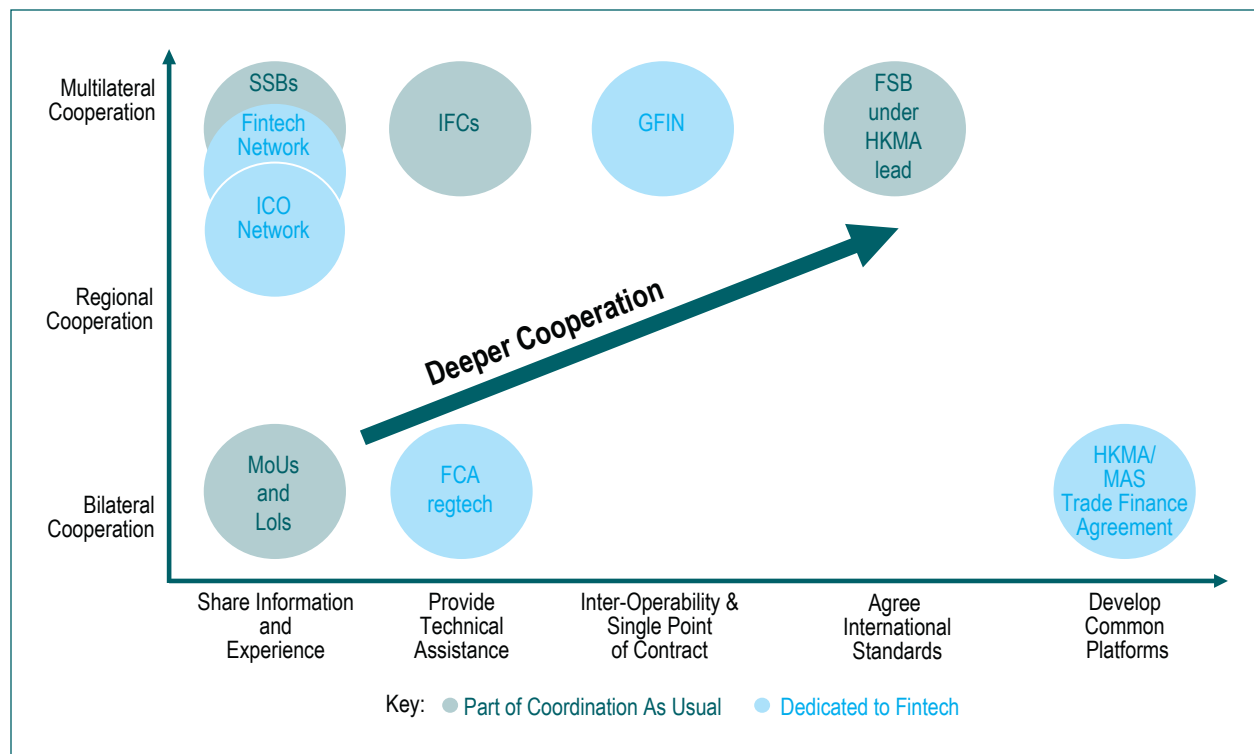 Multilateral
Cooperation
SSBs
Fintech
Network
ICO
Network
IFCs
GFIN
FSB
under
HKMA
lead
Regional
Cooperation
Deeper Cooperation
Bilateral
Cooperation
MoUs
and
LoIs
FCA
regtech
HKMA/
MAS
Trade Finance
Agreement
Share Information
and
Experience
Provide
Technical
Assistance
Inter-Operability &
Single Point
of Contract
Agree
International
Standards
Develop
Common
Platforms
Key: Part of Coordination As Usual Dedicated to Fintech